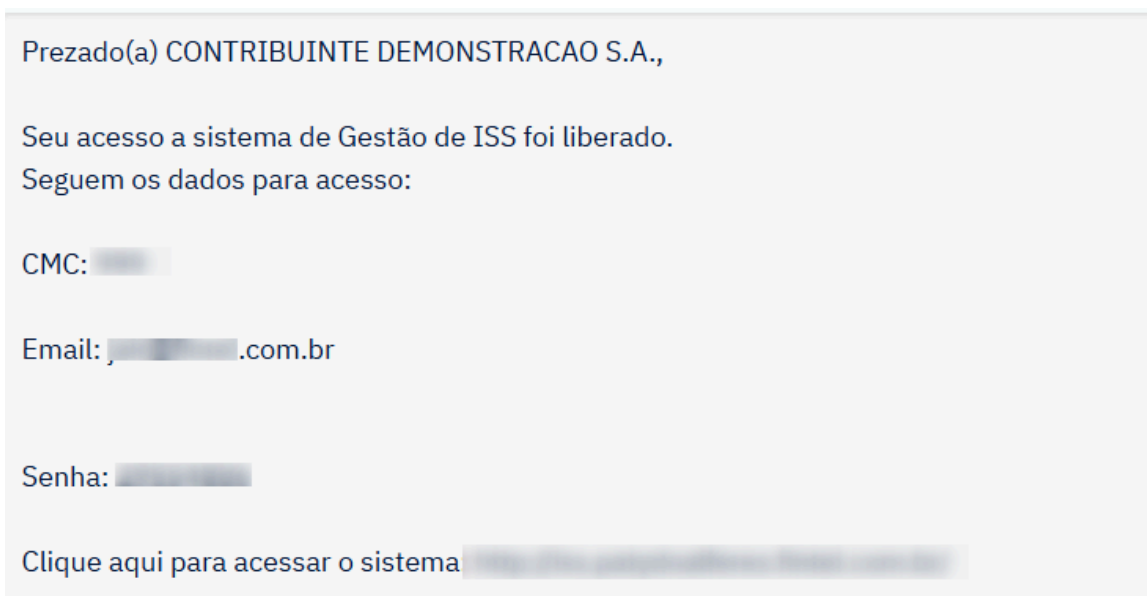 Prezado(a) CONTRIBUINTE DEMONSTRACAO S.A.,
Seu acesso a sistema de Gestão de ISS foi liberado.
Seguem os dados para acesso:
CMC:
Email: .com.br
Senha:
Clique aqui para acessar o sistema